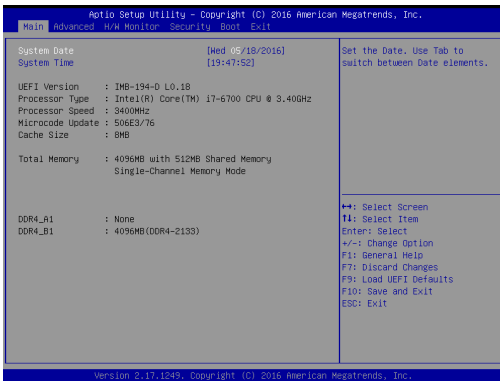 Aptio Setup Utility – Copyright (C) 2016 American Megatrends, Inc.
Main Advanced H/W Monitor Security Boot Exit
System Date [Wed 05/18/2016]
System Time [19:47:52]
UEFI Version : IMB-194-D L0.18
Processor Type : Intel(R) Core(TM) i7-6700 CPU @ 3.40GHz
Processor Speed : 3400MHz
Microcode Update : 506E3/76
Cache Size : 8MB
Total Memory : 4096MB with 512MB Shared Memory
Single-Channel Memory Mode
DDR4_A1 : None
DDR4_B1 : 4096MB(DDR4-2133)
Set the Date. Use Tab to
switch between Date elements.
↔: Select Screen
↑↓: Select Item
Enter: Select
+/-: Change Option
F1: General Help
F7: Discard Changes
F9: Load UEFI Defaults
F10: Save and Exit
ESC: Exit
Version 2.17.1249. Copyright (C) 2016 American Megatrends, Inc.